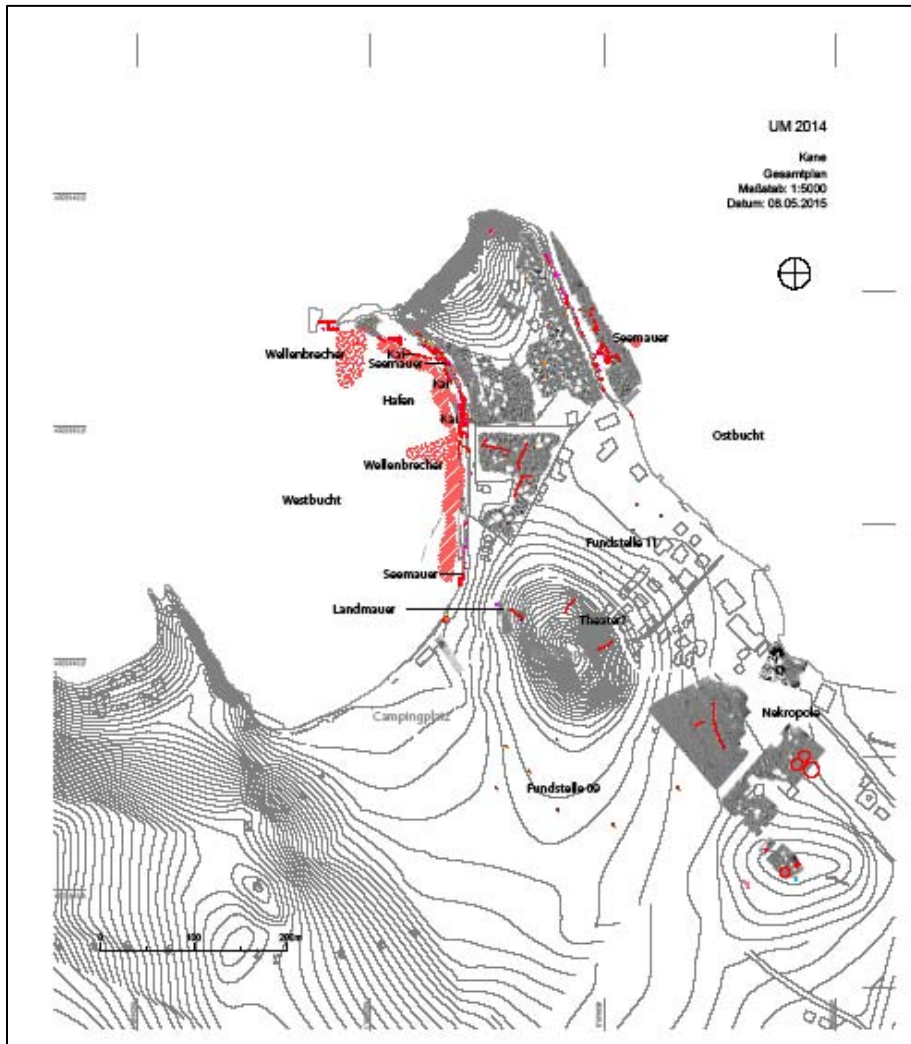 UM 2014
Kane
Gesamtplan
Maßstab: 1:5000
Datum: 08.05.2015
Seemauer
Wellenbrecher
Kai
Seemauer
Kai
Hafen
Kai
Ostbucht
Wellenbrecher
Westbucht
Fundstelle 11
Seemauer
Landmauer
Theater?
Nekropole
Campingplatz
Fundstelle 09
0 100 200m